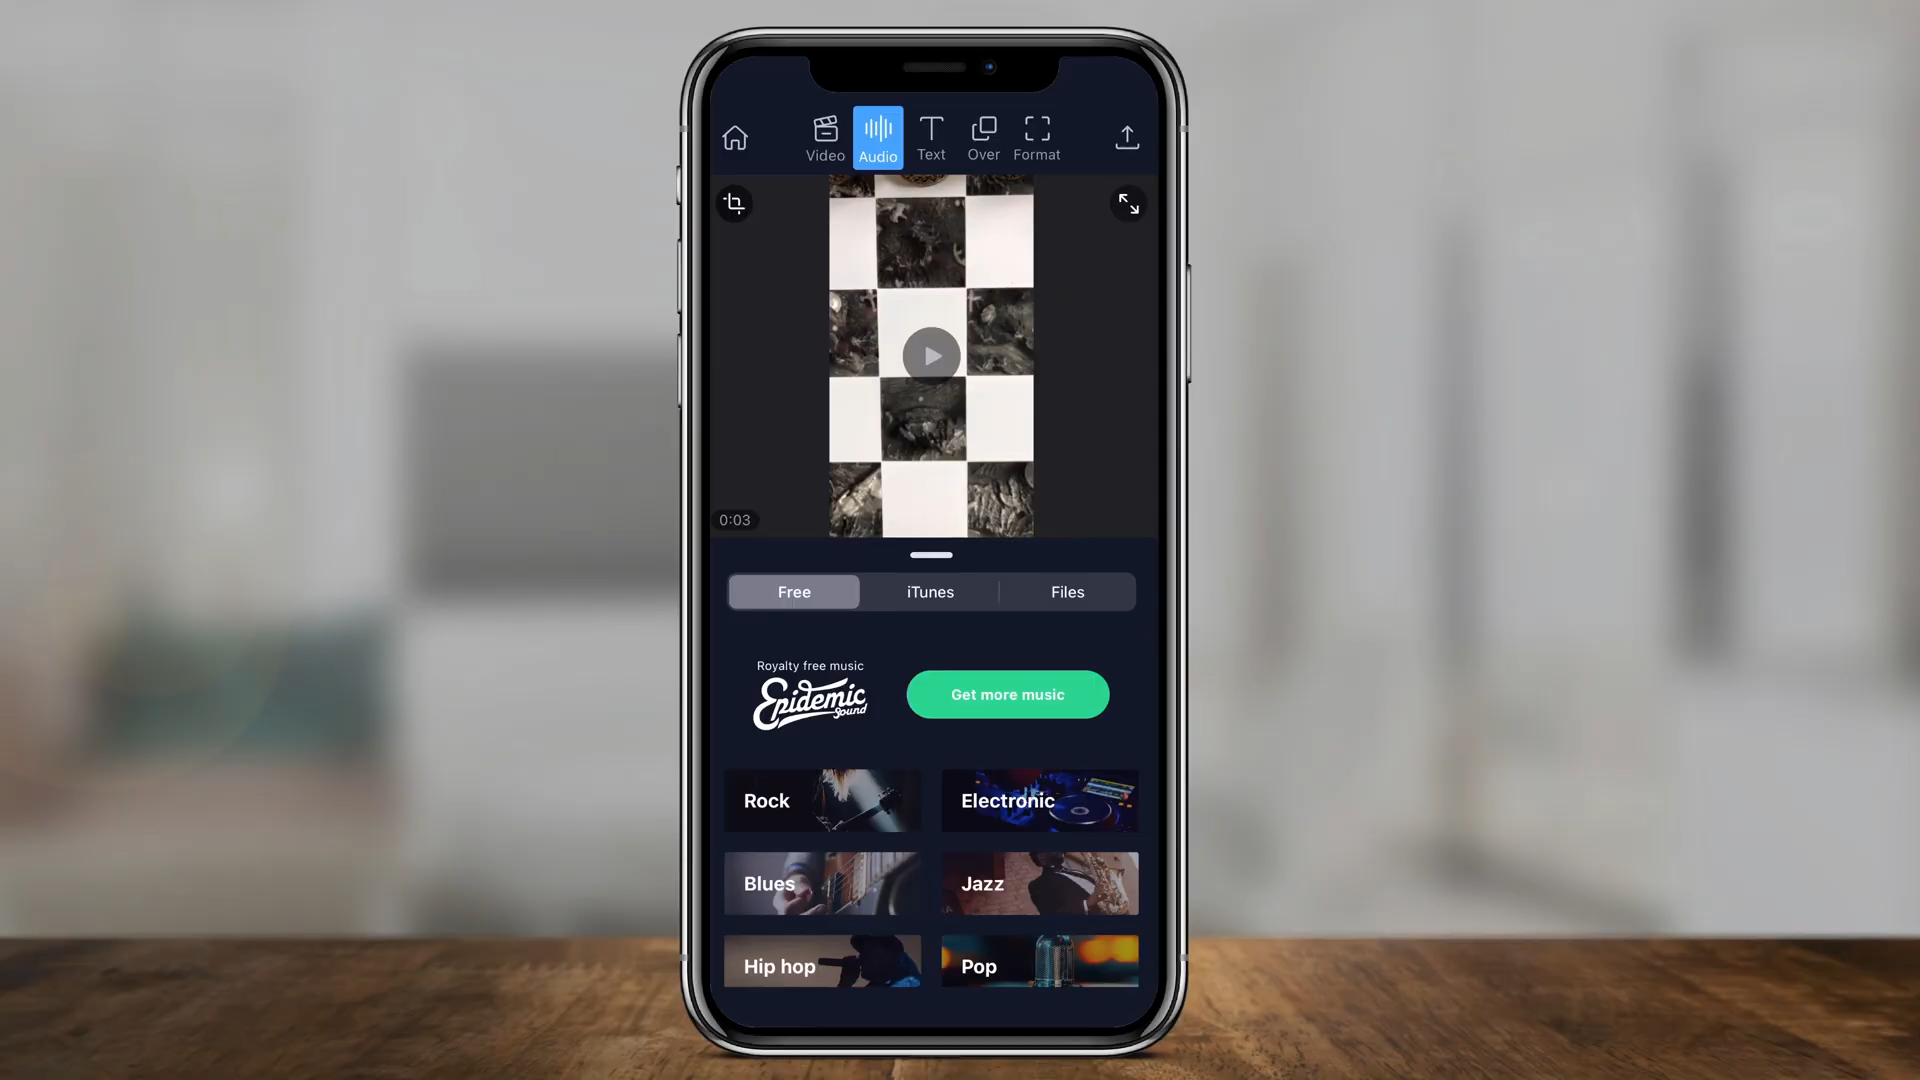 Video Audio Text Over Format
0:03
Free iTunes Files
Royalty free music
Epidemic
Sound
Get more music
Rock Electronic
Blues Jazz
Hip hop Pop